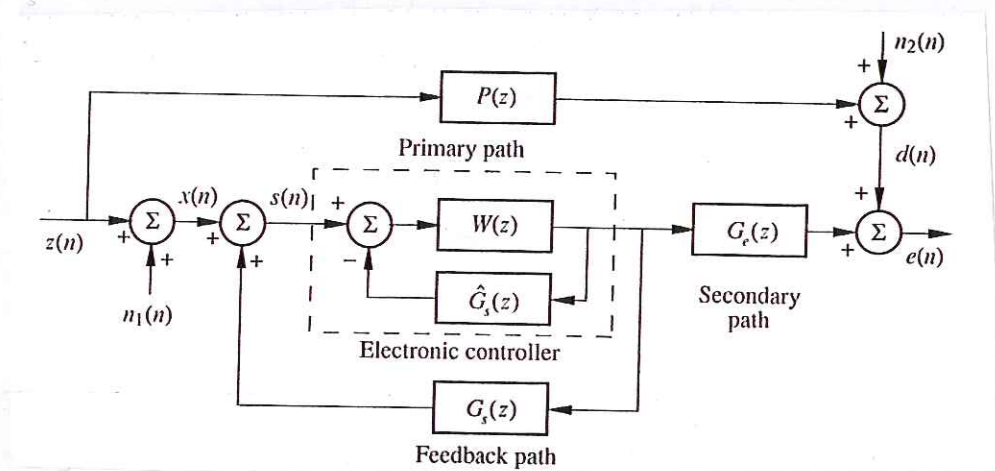 n₂(n)
+
P(z)
Σ
+
Primary path
d(n)
x(n)
s(n)
+
+
Σ
Σ
Σ
W(z)
Gₑ(z)
Σ
z(n)
+
+
+
e(n)
+
+
−
Ĝₛ(z)
Secondary
path
n₁(n)
Electronic controller
Gₛ(z)
Feedback path